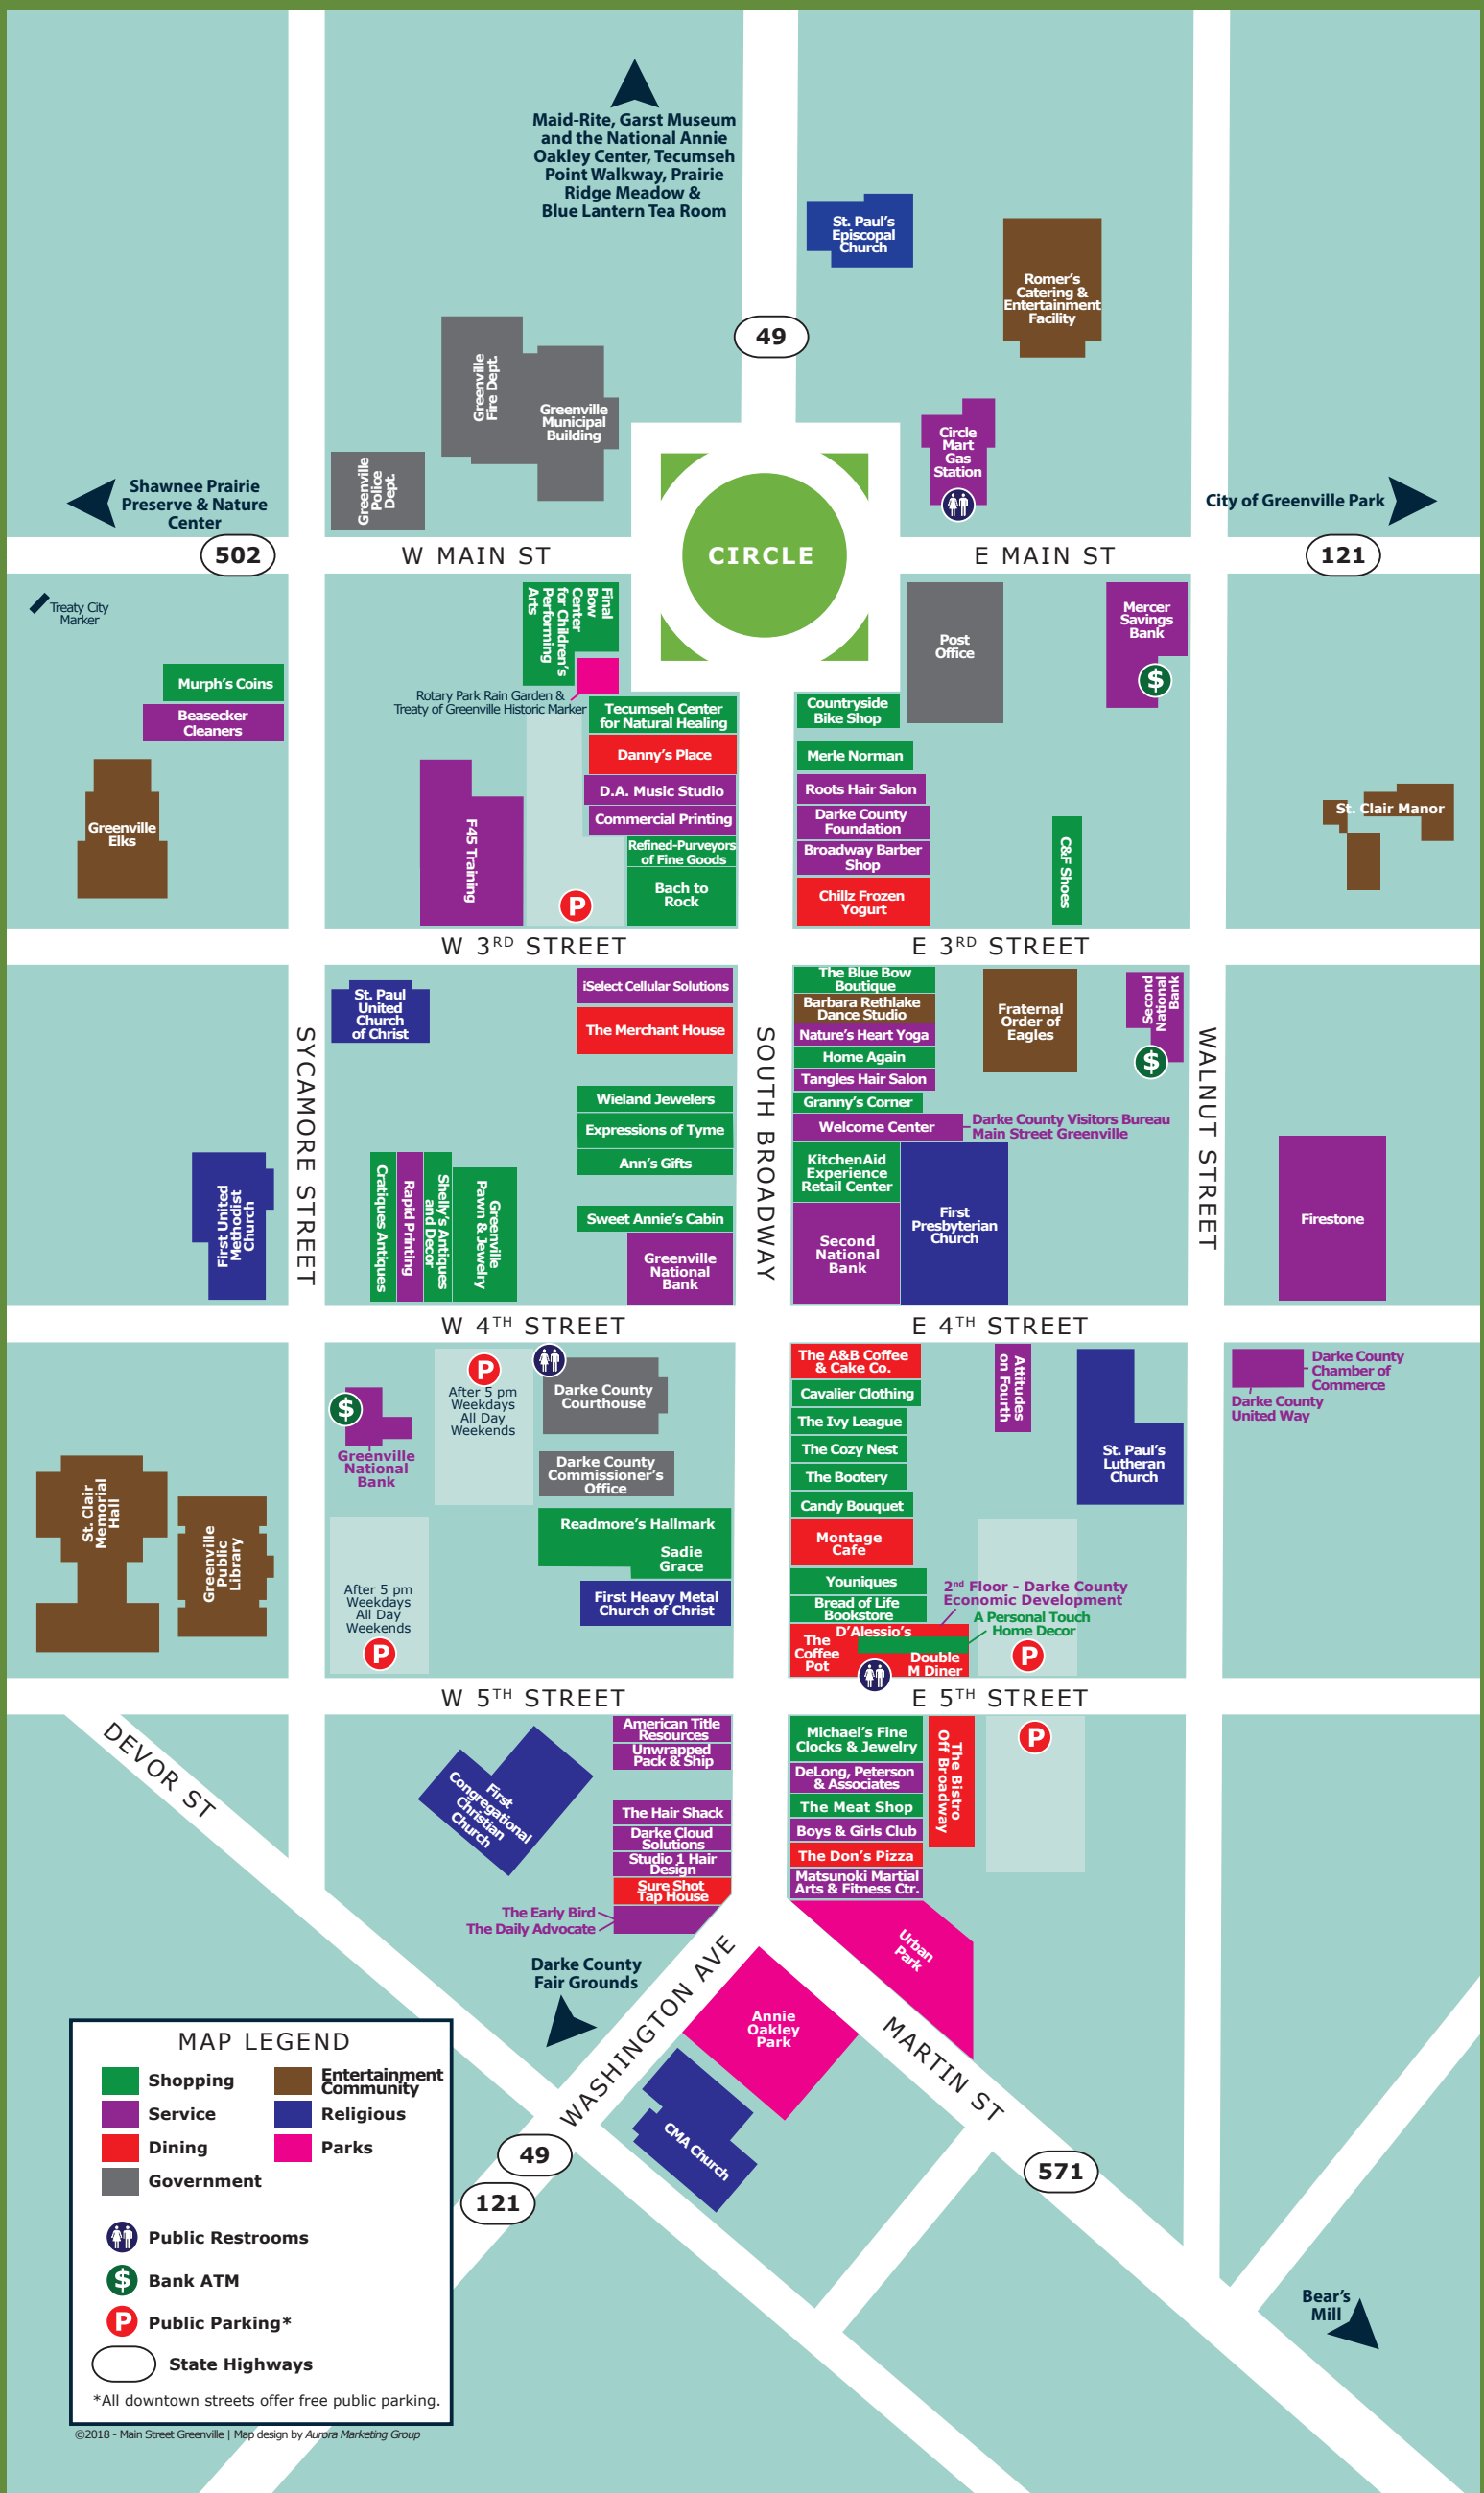 Maid-Rite, Garst Museum
and the National Annie
Oakley Center, Tecumseh
Point Walkway, Prairie
Ridge Meadow &
Blue Lantern Tea Room
St. Paul's
Episcopal
Church
Romer's
Catering &
Entertainment
Facility
49
Greenville
Fire Dept.
Greenville
Municipal
Building
Greenville
Police
Dept.
Circle
Mart
Gas
Station
Shawnee Prairie
Preserve & Nature
Center
City of Greenville Park
502
W MAIN ST
CIRCLE
E MAIN ST
121
Treaty City
Marker
Final
Bow
Center
for Children's
Performing
Arts
Post
Office
Mercer
Savings
Bank
$
Murph's Coins
Beasecker
Cleaners
Greenville
Elks
Rotary Park Rain Garden &
Treaty of Greenville Historic Marker
Tecumseh Center
for Natural Healing
Danny's Place
D.A. Music Studio
Commercial Printing
Refined-Purveyors
of Fine Goods
Bach to
Rock
F45 Training
P
Countryside
Bike Shop
Merle Norman
Roots Hair Salon
Darke County
Foundation
Broadway Barber
Shop
Chillz Frozen
Yogurt
C&F Shoes
St. Clair Manor
W 3RD STREET
E 3RD STREET
St. Paul
United
Church
of Christ
iSelect Cellular Solutions
The Merchant House
Wieland Jewelers
Expressions of Tyme
Ann's Gifts
Sweet Annie's Cabin
Greenville
National
Bank
SYCAMORE STREET
SOUTH BROADWAY
WALNUT STREET
The Blue Bow
Boutique
Barbara Rethlake
Dance Studio
Nature's Heart Yoga
Home Again
Tangles Hair Salon
Granny's Corner
Welcome Center
Darke County Visitors Bureau
Main Street Greenville
KitchenAid
Experience
Retail Center
Second
National
Bank
First
Presbyterian
Church
Fraternal
Order of
Eagles
Second
National
Bank
$
First United
Methodist
Church
Cratiques Antiques
Rapid Printing
Shelly's Antiques
and Decor
Greenville
Pawn & Jewelry
Firestone
W 4TH STREET
E 4TH STREET
P
After 5 pm
Weekdays
All Day
Weekends
$
Greenville
National
Bank
Darke County
Courthouse
Darke County
Commissioner's
Office
Readmore's Hallmark
Sadie
Grace
First Heavy Metal
Church of Christ
St. Clair
Memorial
Hall
Greenville
Public
Library
After 5 pm
Weekdays
All Day
Weekends
P
The A&B Coffee
& Cake Co.
Cavalier Clothing
The Ivy League
The Cozy Nest
The Bootery
Candy Bouquet
Montage
Cafe
Youniques
Bread of Life
Bookstore
D'Alessio's
The
Coffee
Pot
Double
M Diner
2nd Floor - Darke County
Economic Development
A Personal Touch
Home Decor
P
Attitudes
on Fourth
St. Paul's
Lutheran
Church
Darke County
Chamber of
Commerce
Darke County
United Way
W 5TH STREET
E 5TH STREET
DEVOR ST
First
Congregational
Christian
Church
American Title
Resources
Unwrapped
Pack & Ship
The Hair Shack
Darke Cloud
Solutions
Studio 1 Hair
Design
Sure Shot
Tap House
The Early Bird
The Daily Advocate
Michael's Fine
Clocks & Jewelry
DeLong, Peterson
& Associates
The Meat Shop
Boys & Girls Club
The Don's Pizza
Matsunoki Martial
Arts & Fitness Ctr.
The Bistro
Off Broadway
P
Urban
Park
Darke County
Fair Grounds
WASHINGTON AVE
Annie
Oakley
Park
MARTIN ST
CMA Church
49
121
571
Bear's
Mill
MAP LEGEND
Shopping
Service
Dining
Government
Entertainment
Community
Religious
Parks
Public Restrooms
$
Bank ATM
P
Public Parking*
State Highways
*All downtown streets offer free public parking.
©2018 - Main Street Greenville | Map design by Aurora Marketing Group